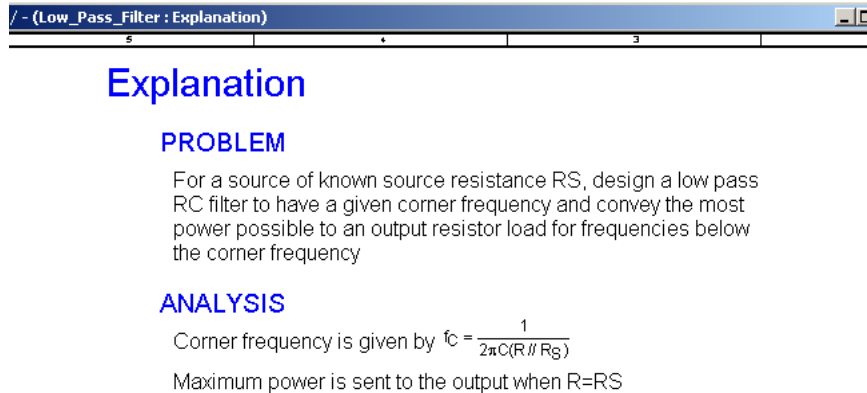 / - (Low_Pass_Filter : Explanation)
5 4 3
Explanation
PROBLEM
For a source of known source resistance RS, design a low pass
RC filter to have a given corner frequency and convey the most
power possible to an output resistor load for frequencies below
the corner frequency
ANALYSIS
Corner frequency is given by fC = 1 / 2πC(R // RS)
Maximum power is sent to the output when R=RS